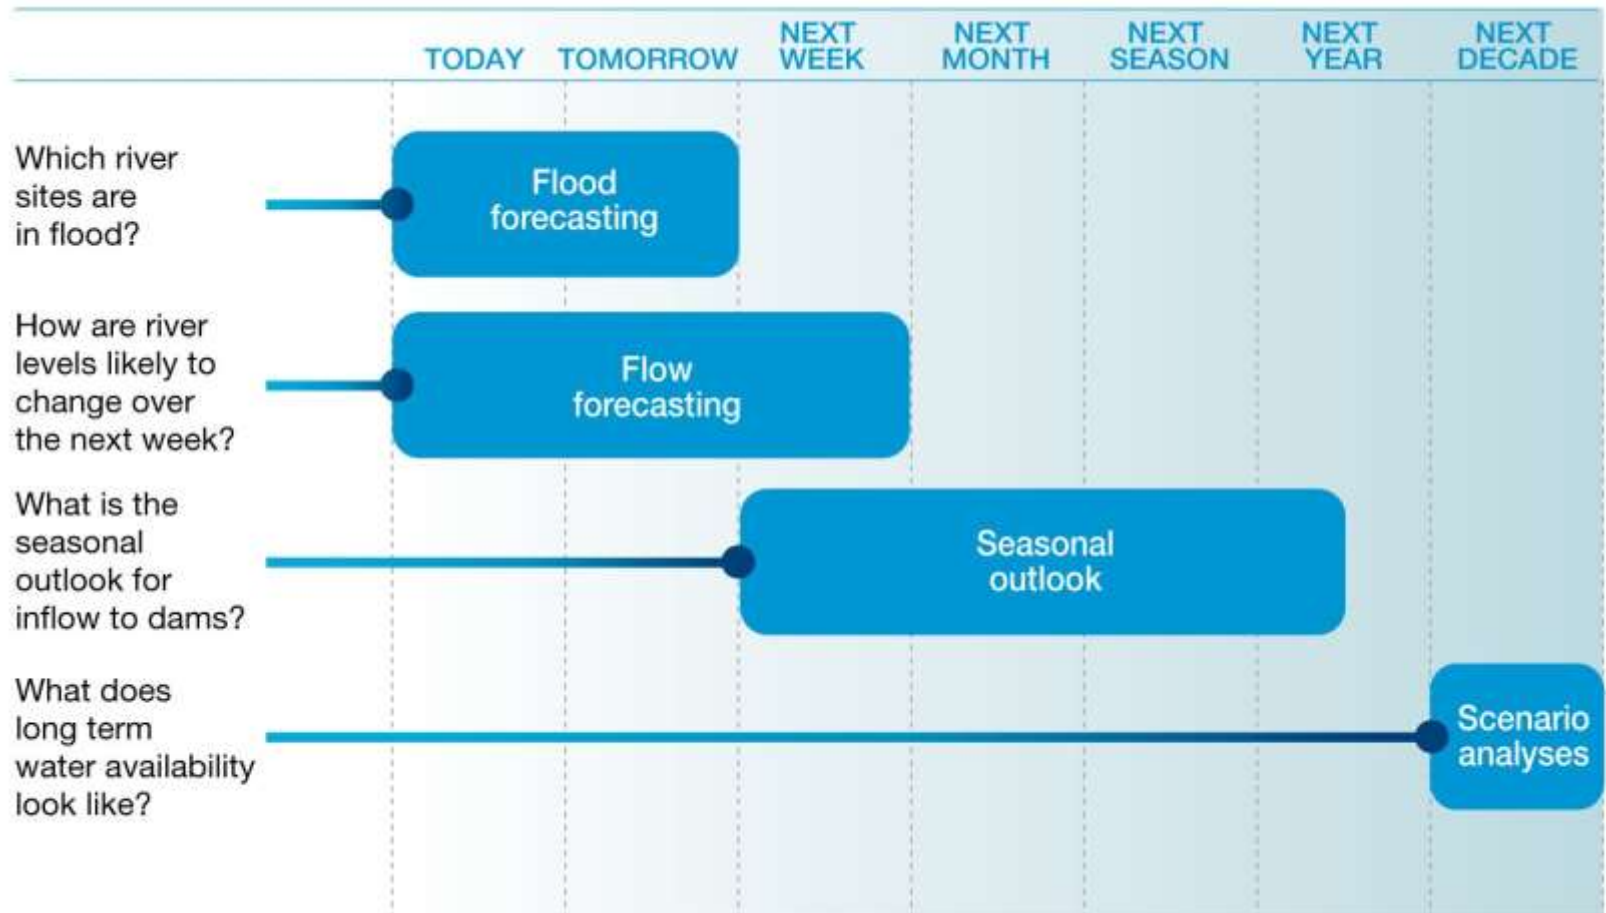 TODAY
TOMORROW
NEXT
WEEK
NEXT
MONTH
NEXT
SEASON
NEXT
YEAR
NEXT
DECADE
Which river
sites are
in flood?
Flood
forecasting
How are river
levels likely to
change over
the next week?
Flow
forecasting
What is the
seasonal
outlook for
inflow to dams?
Seasonal
outlook
What does
long term
water availability
look like?
Scenario
analyses